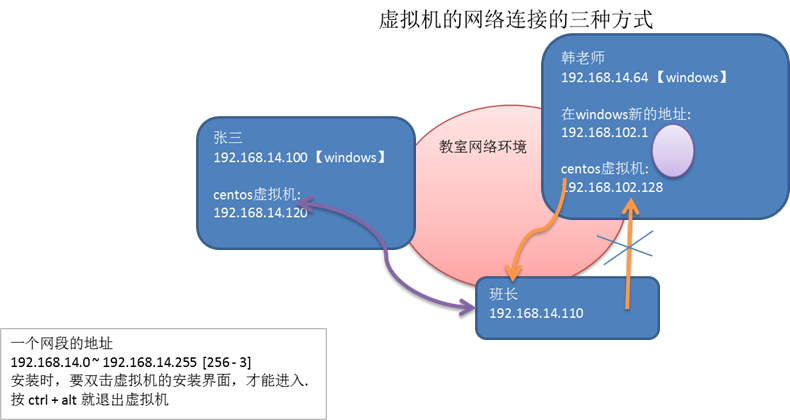 虚拟机的网络连接的三种方式
韩老师
192.168.14.64【windows】
在windows新的地址:
192.168.102.1
centos虚拟机:
192.168.102.128
张三
192.168.14.100【windows】
centos虚拟机:
192.168.14.120
教室网络环境
班长
192.168.14.110
一个网段的地址
192.168.14.0 ~ 192.168.14.255 [256 - 3]
安装时，要双击虚拟机的安装界面，才能进入.
按 ctrl + alt 就退出虚拟机